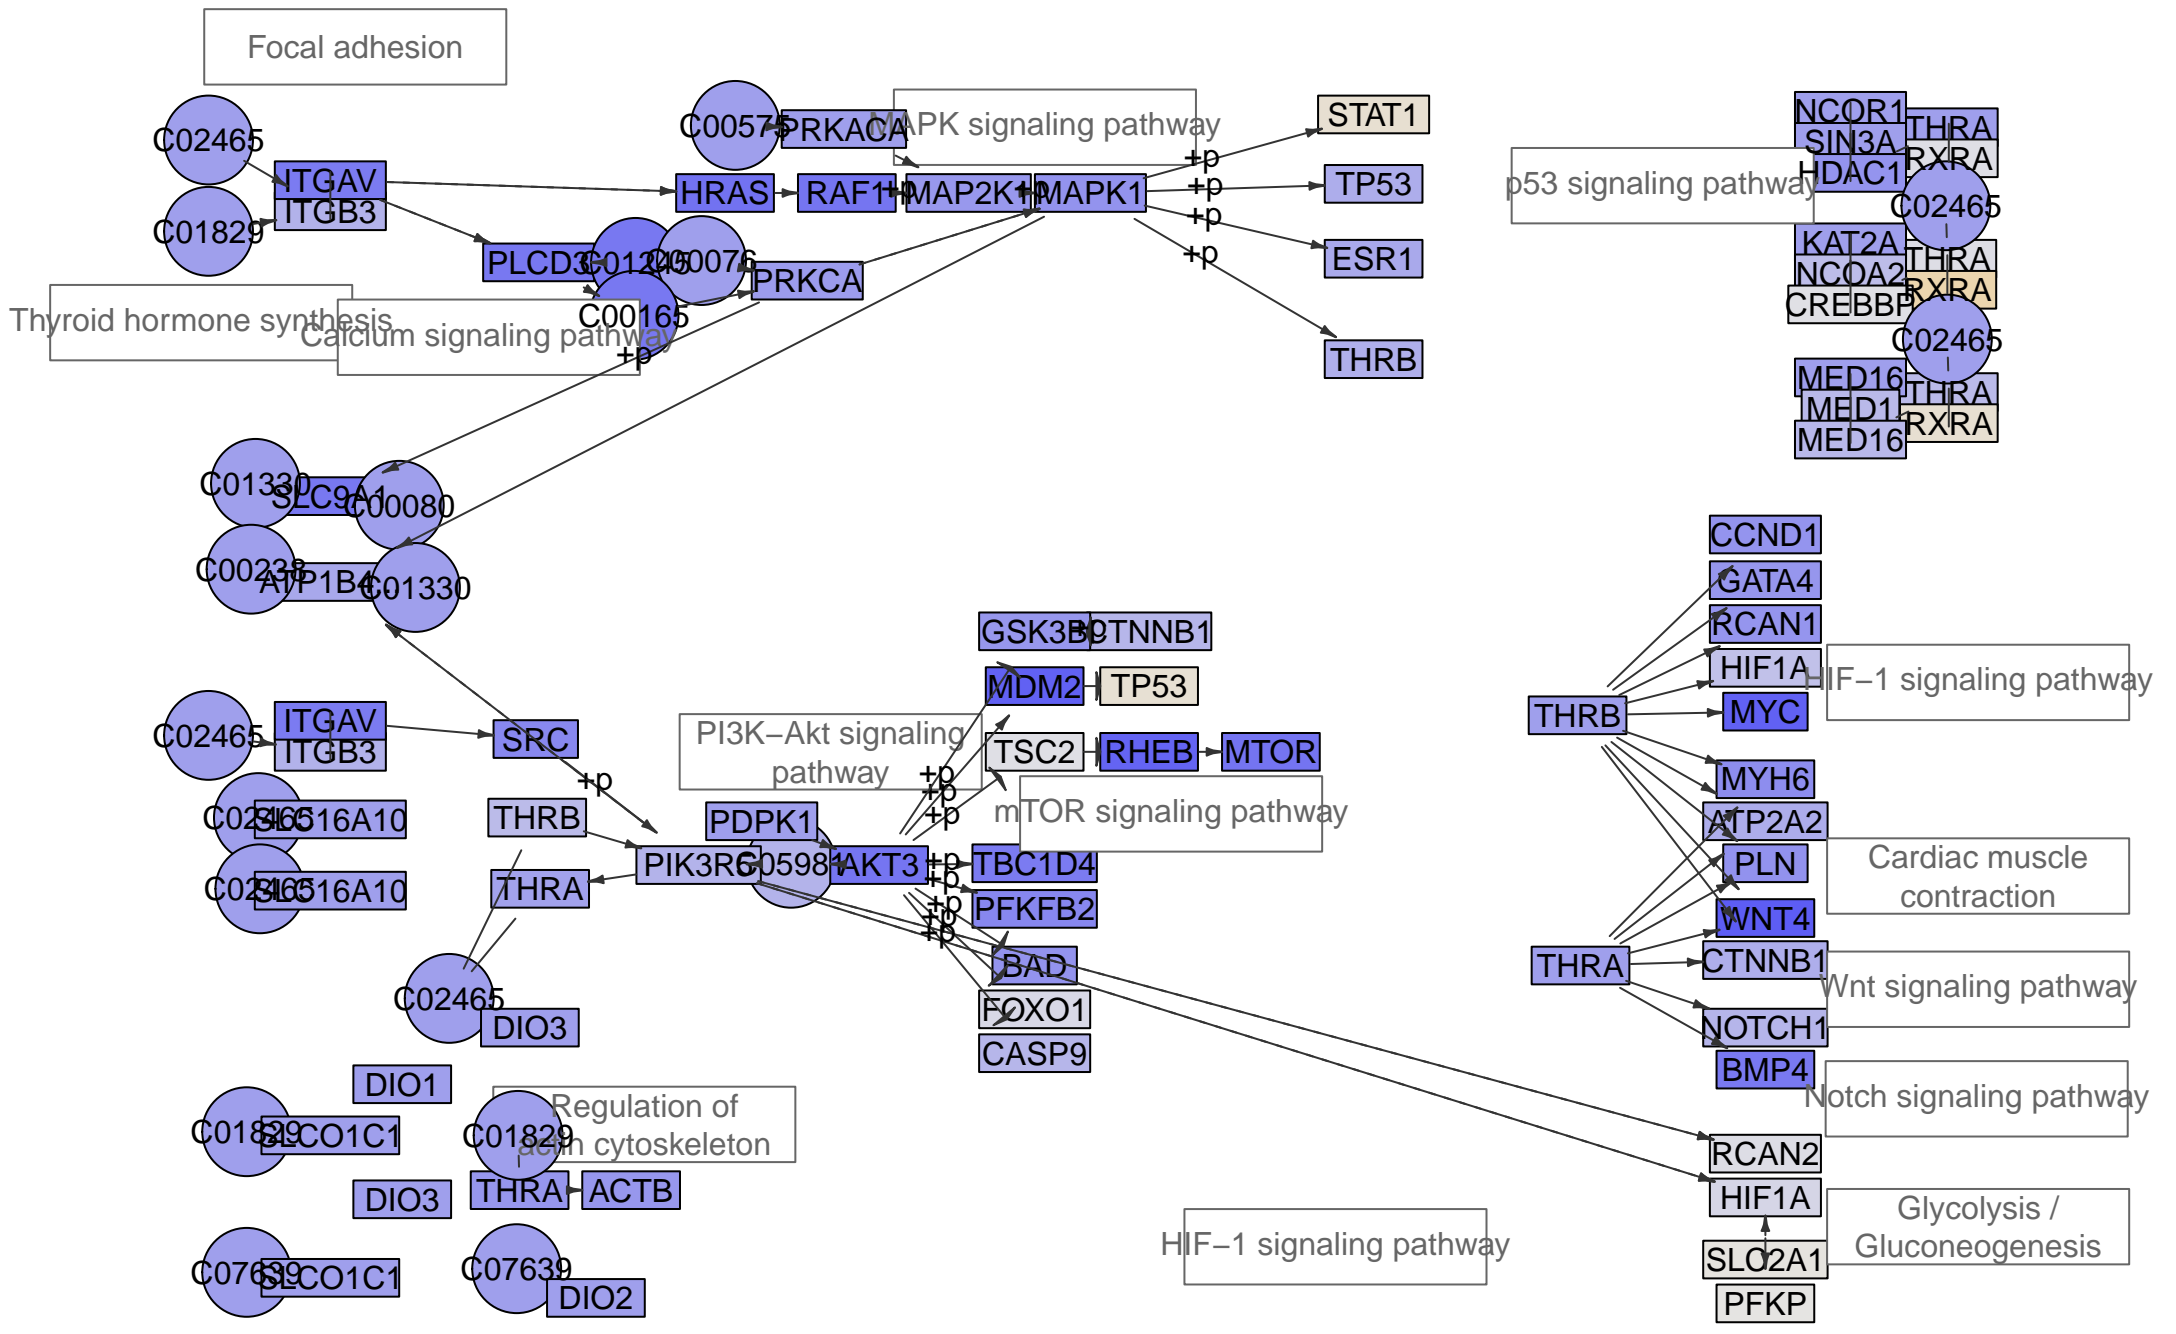 Focal adhesion
C02465
C00575
PRKACA
MAPK signaling pathway
STAT1
NCOR1
THRA
SIN3A
RXRA
HDAC1
p53 signaling pathway
C02465
+p
ITGAV
HRAS
RAF1
+p
MAP2K1
+p
MAPK1
+p
TP53
ITGB3
C01829
+p
ESR1
+p
KAT2A
THRA
NCOA2
RXRA
CREBBP
C02465
PLCD3
C01245
C00076
PRKCA
C00165
Thyroid hormone synthesis
Calcium signaling pathway
+p
THRB
MED16
THRA
MED1
RXRA
MED16
C01330
SLC9A1
C00080
C00238
ATP1B4...
C01330
CCND1
GATA4
RCAN1
HIF1A
HIF−1 signaling pathway
GSK3B
+p
CTNNB1
MDM2
TP53
THRB
MYC
ITGAV
C02465
ITGB3
SRC
PI3K−Akt signaling
pathway
TSC2
RHEB
MTOR
+p
+p
+p
+p
mTOR signaling pathway
MYH6
ATP2A2
PLN
Cardiac muscle
contraction
C02465
SLC16A10
THRB
PDPK1
PIK3R6
C05981
AKT3
+p
TBC1D4
C02465
SLC16A10
THRA
+p
PFKFB2
+p
+p
+p
WNT4
BAD
THRA
CTNNB1
Wnt signaling pathway
C02465
DIO3
FOXO1
CASP9
NOTCH1
BMP4
Notch signaling pathway
DIO1
Regulation of
actin cytoskeleton
C01829
SLCO1C1
C01829
RCAN2
DIO3
THRA
ACTB
HIF1A
Glycolysis /
Gluconeogenesis
HIF−1 signaling pathway
SLC2A1
C07639
SLCO1C1
C07639
DIO2
PFKP